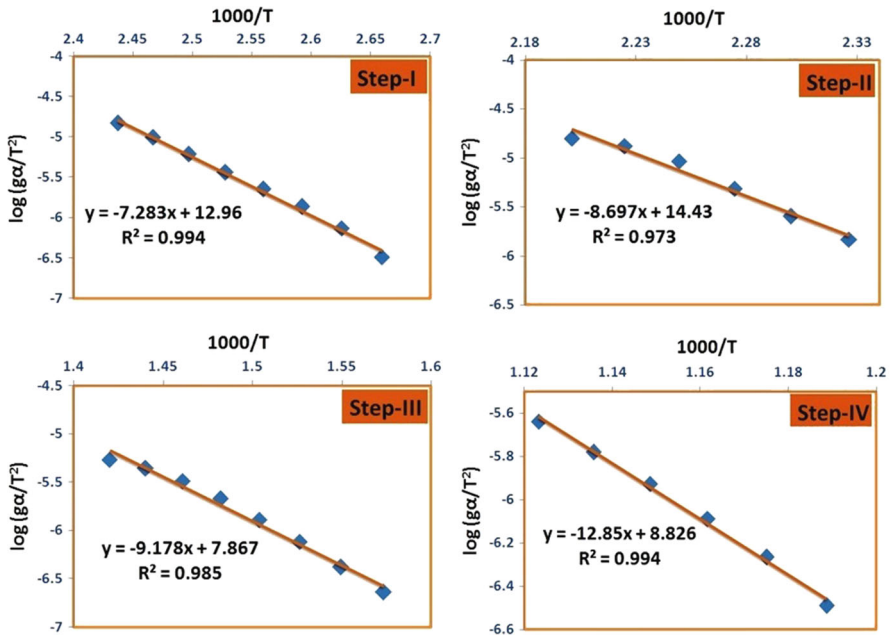 1000/T
2.4 2.45 2.5 2.55 2.6 2.65 2.7
-4
-4.5
-5
-5.5
-6
-6.5
-7
log (gα/T²)
Step-I
y = -7.283x + 12.96
R² = 0.994
1000/T
2.18 2.23 2.28 2.33
-4
-4.5
-5
-5.5
-6
-6.5
log (gα/T²)
Step-II
y = -8.697x + 14.43
R² = 0.973
1000/T
1.4 1.45 1.5 1.55 1.6
-4.5
-5
-5.5
-6
-6.5
-7
log (gα/T²)
Step-III
y = -9.178x + 7.867
R² = 0.985
1000/T
1.12 1.14 1.16 1.18 1.2
-5.6
-5.8
-6
-6.2
-6.4
-6.6
log (gα/T²)
Step-IV
y = -12.85x + 8.826
R² = 0.994